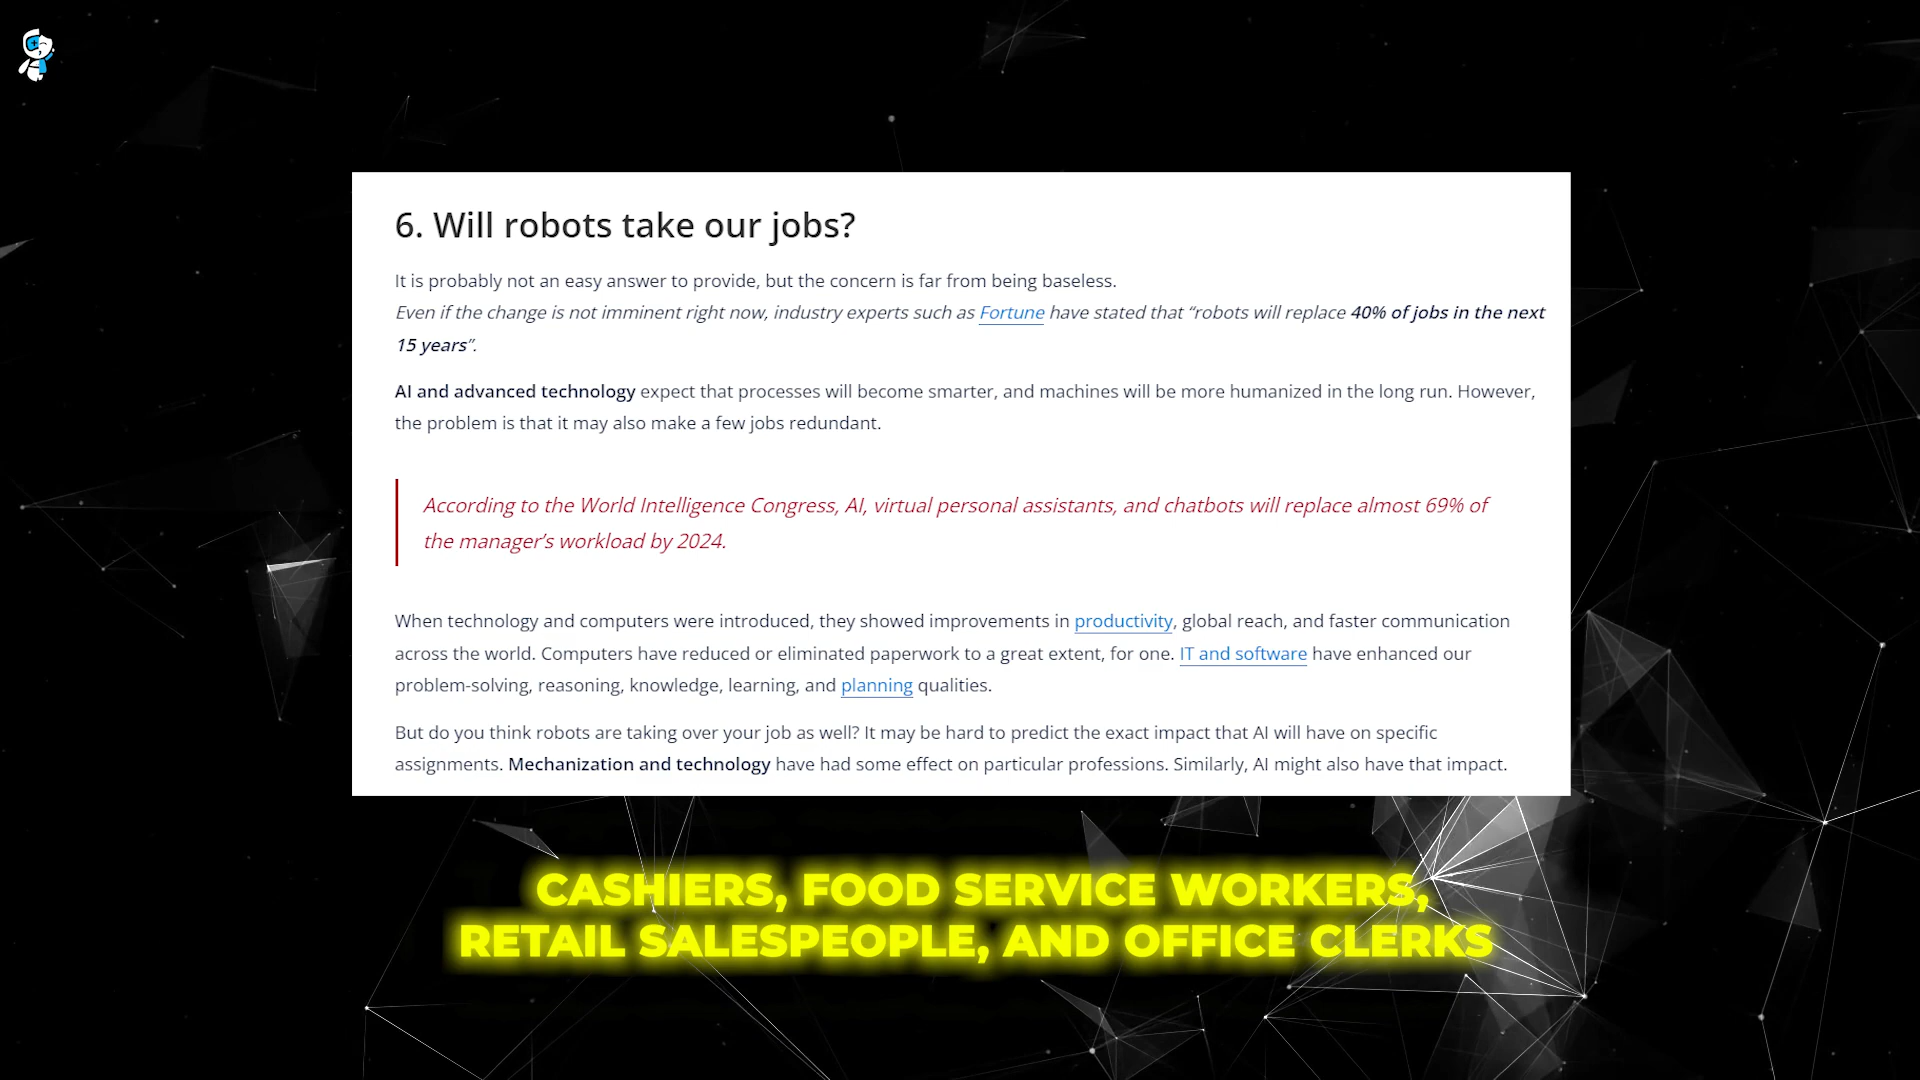 6. Will robots take our jobs?
It is probably not an easy answer to provide, but the concern is far from being baseless.
Even if the change is not imminent right now, industry experts such as Fortune have stated that “robots will replace 40% of jobs in the next
15 years”.
AI and advanced technology expect that processes will become smarter, and machines will be more humanized in the long run. However,
the problem is that it may also make a few jobs redundant.
According to the World Intelligence Congress, AI, virtual personal assistants, and chatbots will replace almost 69% of
the manager’s workload by 2024.
When technology and computers were introduced, they showed improvements in productivity, global reach, and faster communication
across the world. Computers have reduced or eliminated paperwork to a great extent, for one. IT and software have enhanced our
problem-solving, reasoning, knowledge, learning, and planning qualities.
But do you think robots are taking over your job as well? It may be hard to predict the exact impact that AI will have on specific
assignments. Mechanization and technology have had some effect on particular professions. Similarly, AI might also have that impact.
CASHIERS, FOOD SERVICE WORKERS,
RETAIL SALESPEOPLE, AND OFFICE CLERKS